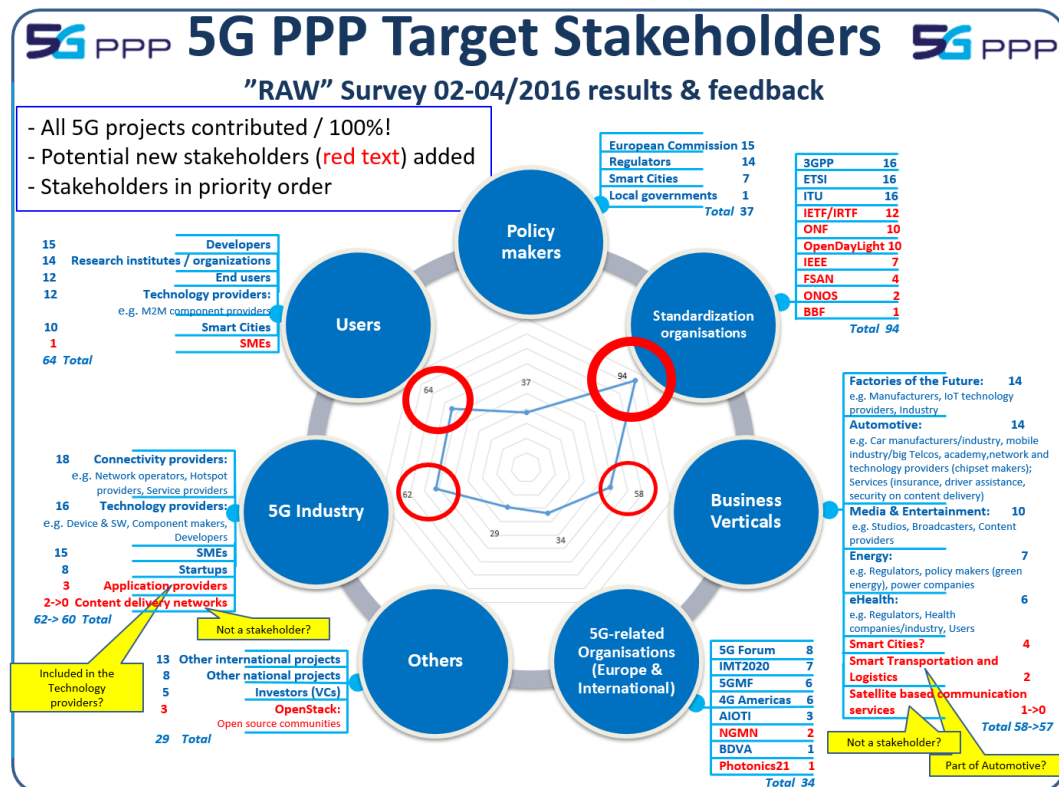 5G PPP 5G PPP Target Stakeholders 5G PPP
”RAW” Survey 02-04/2016 results & feedback
- All 5G projects contributed / 100%!
- Potential new stakeholders (red text) added
- Stakeholders in priority order
European Commission 15
Regulators 14
Smart Cities 7
Local governments 1
Total 37
3GPP 16
ETSI 16
ITU 16
IETF/IRTF 12
ONF 10
OpenDayLight 10
IEEE 7
FSAN 4
ONOS 2
BBF 1
Total 94
Policy
makers
15 Developers
14 Research institutes / organizations
12 End users
12 Technology providers:
e.g. M2M component providers
10 Smart Cities
1 SMEs
64 Total
Users
Standardization
organisations
37
94
64
62
58
29
34
Factories of the Future: 14
e.g. Manufacturers, IoT technology
providers, Industry
Automotive: 14
e.g. Car manufacturers/industry, mobile
industry/big Telcos, academy,network and
technology providers (chipset makers);
Services (insurance, driver assistance,
security on content delivery)
Media & Entertainment: 10
e.g. Studios, Broadcasters, Content
providers
Energy: 7
e.g. Regulators, policy makers (green
energy), power companies
eHealth: 6
e.g. Regulators, Health
companies/industry, Users
Smart Cities? 4
Smart Transportation and
Logistics 2
Satellite based communication
services 1->0
Total 58->57
Not a stakeholder?
Part of Automotive?
Business
Verticals
18 Connectivity providers:
e.g. Network operators, Hotspot
providers, Service providers
16 Technology providers:
e.g. Device & SW, Component makers,
Developers
15 SMEs
8 Startups
3 Application providers
2->0 Content delivery networks
62-> 60 Total
Not a stakeholder?
Included in the
Technology
providers?
5G Industry
Others
13 Other international projects
8 Other national projects
5 Investors (VCs)
3 OpenStack:
Open source communities
29 Total
5G-related
Organisations
(Europe &
International)
5G Forum 8
IMT2020 7
5GMF 6
4G Americas 6
AIOTI 3
NGMN 2
BDVA 1
Photonics21 1
Total 34